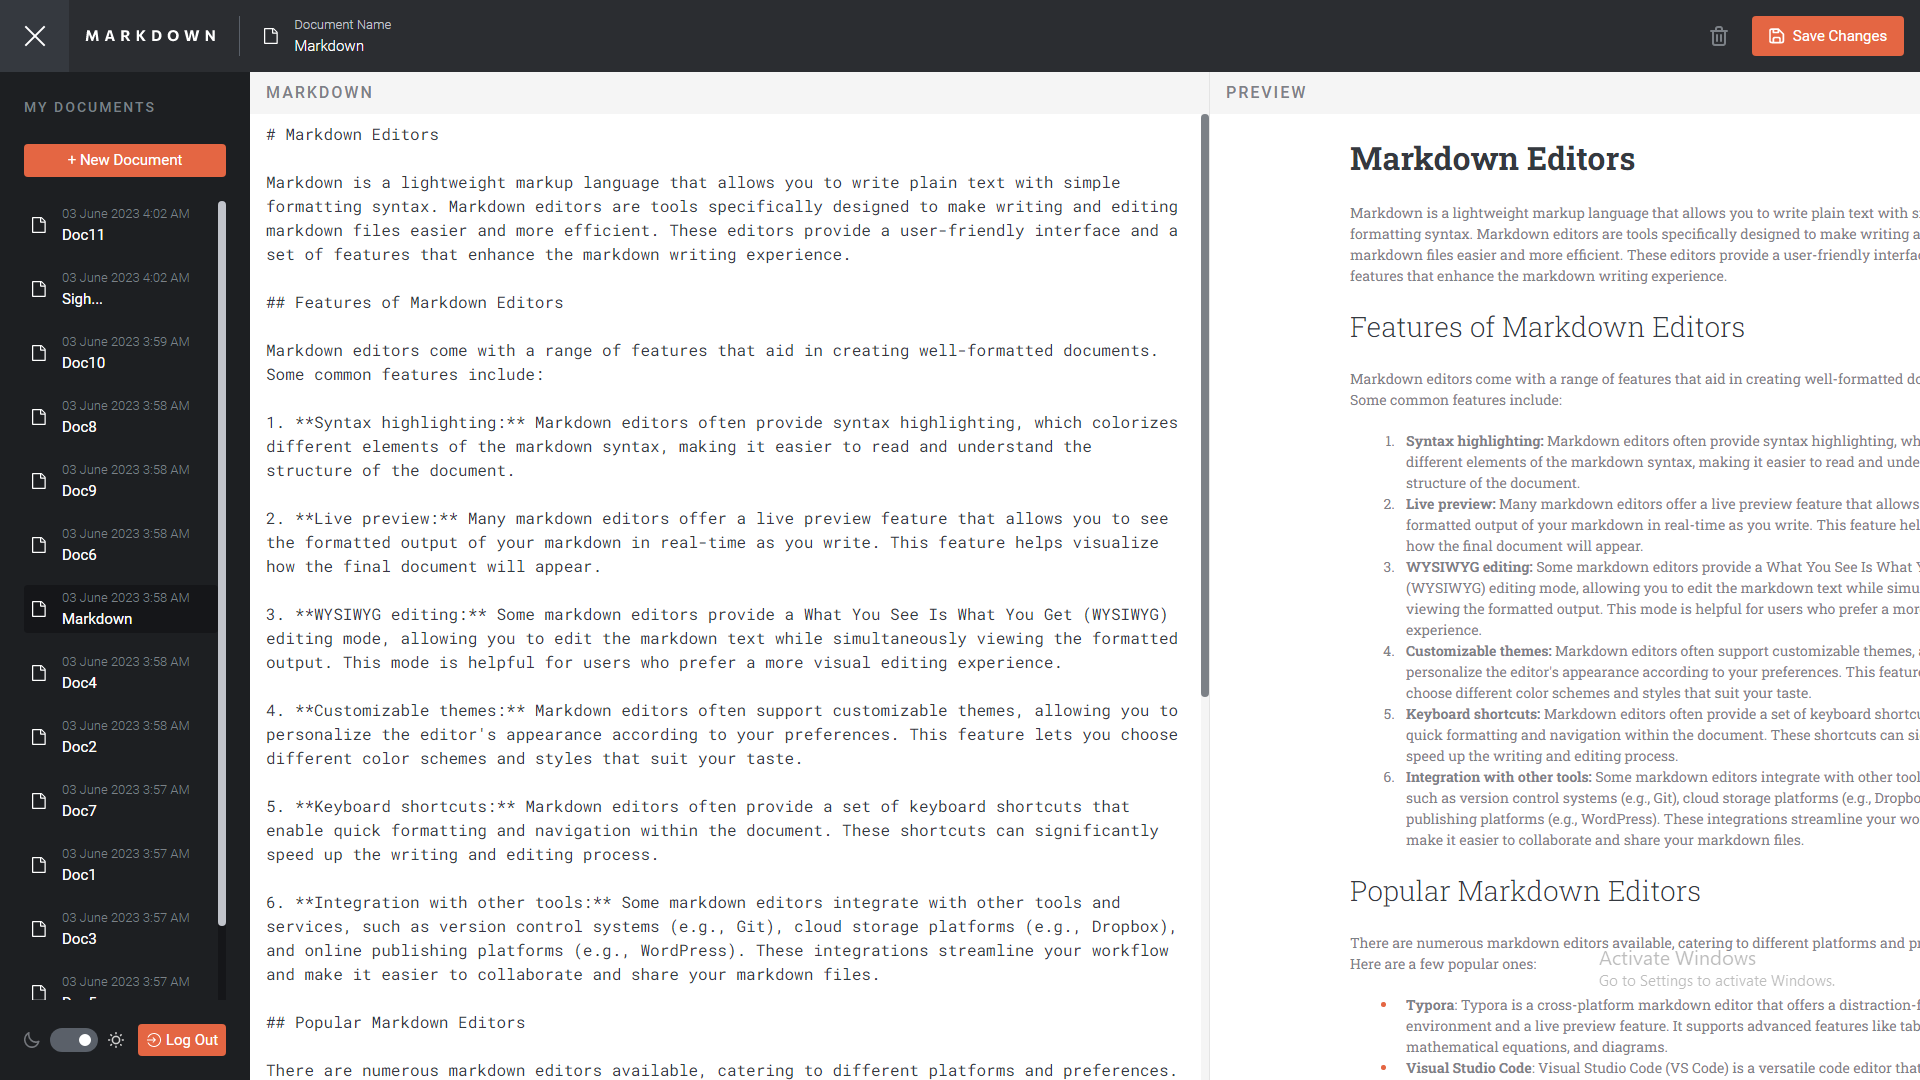 MARKDOWN
Document Name
Markdown
Save Changes
MY DOCUMENTS
+ New Document
03 June 2023 4:02 AM
Doc11
03 June 2023 4:02 AM
Sigh...
03 June 2023 3:59 AM
Doc10
03 June 2023 3:58 AM
Doc8
03 June 2023 3:58 AM
Doc9
03 June 2023 3:58 AM
Doc6
03 June 2023 3:58 AM
Markdown
03 June 2023 3:58 AM
Doc4
03 June 2023 3:58 AM
Doc2
03 June 2023 3:57 AM
Doc7
03 June 2023 3:57 AM
Doc1
03 June 2023 3:57 AM
Doc3
03 June 2023 3:57 AM
Log Out
MARKDOWN
# Markdown Editors
Markdown is a lightweight markup language that allows you to write plain text with simple
formatting syntax. Markdown editors are tools specifically designed to make writing and editing
markdown files easier and more efficient. These editors provide a user-friendly interface and a
set of features that enhance the markdown writing experience.
## Features of Markdown Editors
Markdown editors come with a range of features that aid in creating well-formatted documents.
Some common features include:
1. **Syntax highlighting:** Markdown editors often provide syntax highlighting, which colorizes
different elements of the markdown syntax, making it easier to read and understand the
structure of the document.
2. **Live preview:** Many markdown editors offer a live preview feature that allows you to see
the formatted output of your markdown in real-time as you write. This feature helps visualize
how the final document will appear.
3. **WYSIWYG editing:** Some markdown editors provide a What You See Is What You Get (WYSIWYG)
editing mode, allowing you to edit the markdown text while simultaneously viewing the formatted
output. This mode is helpful for users who prefer a more visual editing experience.
4. **Customizable themes:** Markdown editors often support customizable themes, allowing you to
personalize the editor's appearance according to your preferences. This feature lets you choose
different color schemes and styles that suit your taste.
5. **Keyboard shortcuts:** Markdown editors often provide a set of keyboard shortcuts that
enable quick formatting and navigation within the document. These shortcuts can significantly
speed up the writing and editing process.
6. **Integration with other tools:** Some markdown editors integrate with other tools and
services, such as version control systems (e.g., Git), cloud storage platforms (e.g., Dropbox),
and online publishing platforms (e.g., WordPress). These integrations streamline your workflow
and make it easier to collaborate and share your markdown files.
## Popular Markdown Editors
There are numerous markdown editors available, catering to different platforms and preferences.
PREVIEW
Markdown Editors
Markdown is a lightweight markup language that allows you to write plain text with
formatting syntax. Markdown editors are tools specifically designed to make writing
markdown files easier and more efficient. These editors provide a user-friendly
features that enhance the markdown writing experience.
Features of Markdown Editors
Markdown editors come with a range of features that aid in creating well-formatted
Some common features include:
1. Syntax highlighting: Markdown editors often provide syntax highlighting,
different elements of the markdown syntax, making it easier to read and
structure of the document.
2. Live preview: Many markdown editors offer a live preview feature that allows
formatted output of your markdown in real-time as you write. This feature
how the final document will appear.
3. WYSIWYG editing: Some markdown editors provide a What You See Is What
(WYSIWYG) editing mode, allowing you to edit the markdown text while
viewing the formatted output. This mode is helpful for users who prefer a
experience.
4. Customizable themes: Markdown editors often support customizable themes,
personalize the editor's appearance according to your preferences. This
choose different color schemes and styles that suit your taste.
5. Keyboard shortcuts: Markdown editors often provide a set of keyboard
quick formatting and navigation within the document. These shortcuts can
speed up the writing and editing process.
6. Integration with other tools: Some markdown editors integrate with other
such as version control systems (e.g., Git), cloud storage platforms (e.g.,
publishing platforms (e.g., WordPress). These integrations streamline your
make it easier to collaborate and share your markdown files.
Popular Markdown Editors
There are numerous markdown editors available, catering to different platforms and
Here are a few popular ones:
Activate Windows
Go to Settings to activate Windows.
• Typora: Typora is a cross-platform markdown editor that offers a
environment and a live preview feature. It supports advanced features like
mathematical equations, and diagrams.
• Visual Studio Code: Visual Studio Code (VS Code) is a versatile code editor